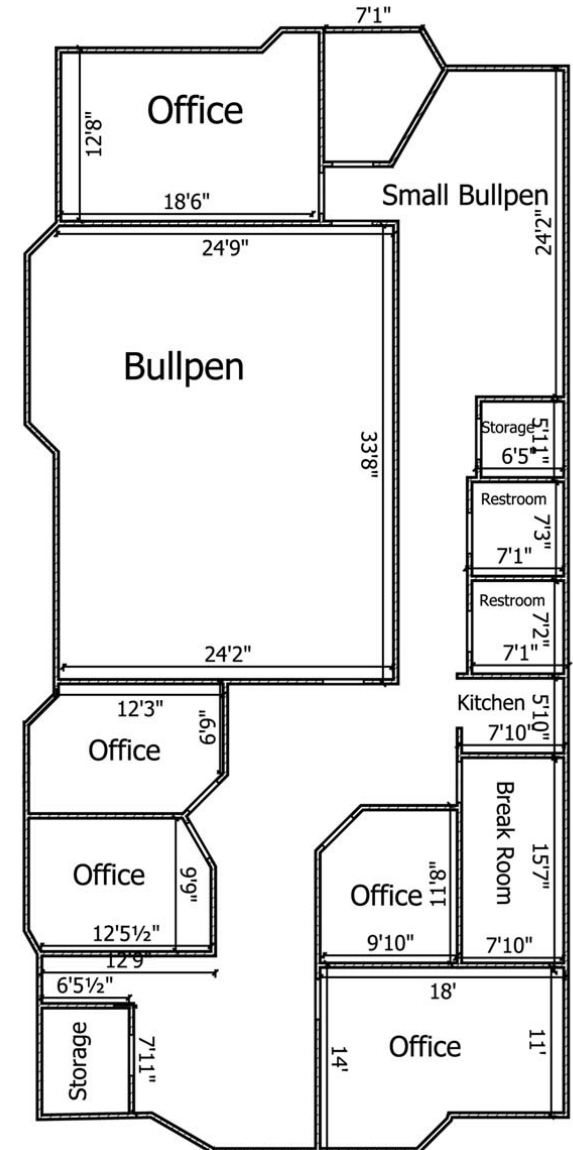 7'1"
Office
12'8"
18'6"
Small Bullpen
24'2"
24'9"
Bullpen
33'8"
Storage
5'11"
6'5"
Restroom
7'3"
7'1"
Restroom
7'2"
7'1"
24'2"
Kitchen
5'10"
7'10"
12'3"
6'9"
Office
Break Room
15'7"
7'10"
Office
9'9"
12'5½"
12'9"
Office
11'8"
9'10"
6'5½"
Storage
7'11"
18'
14'
Office
11'